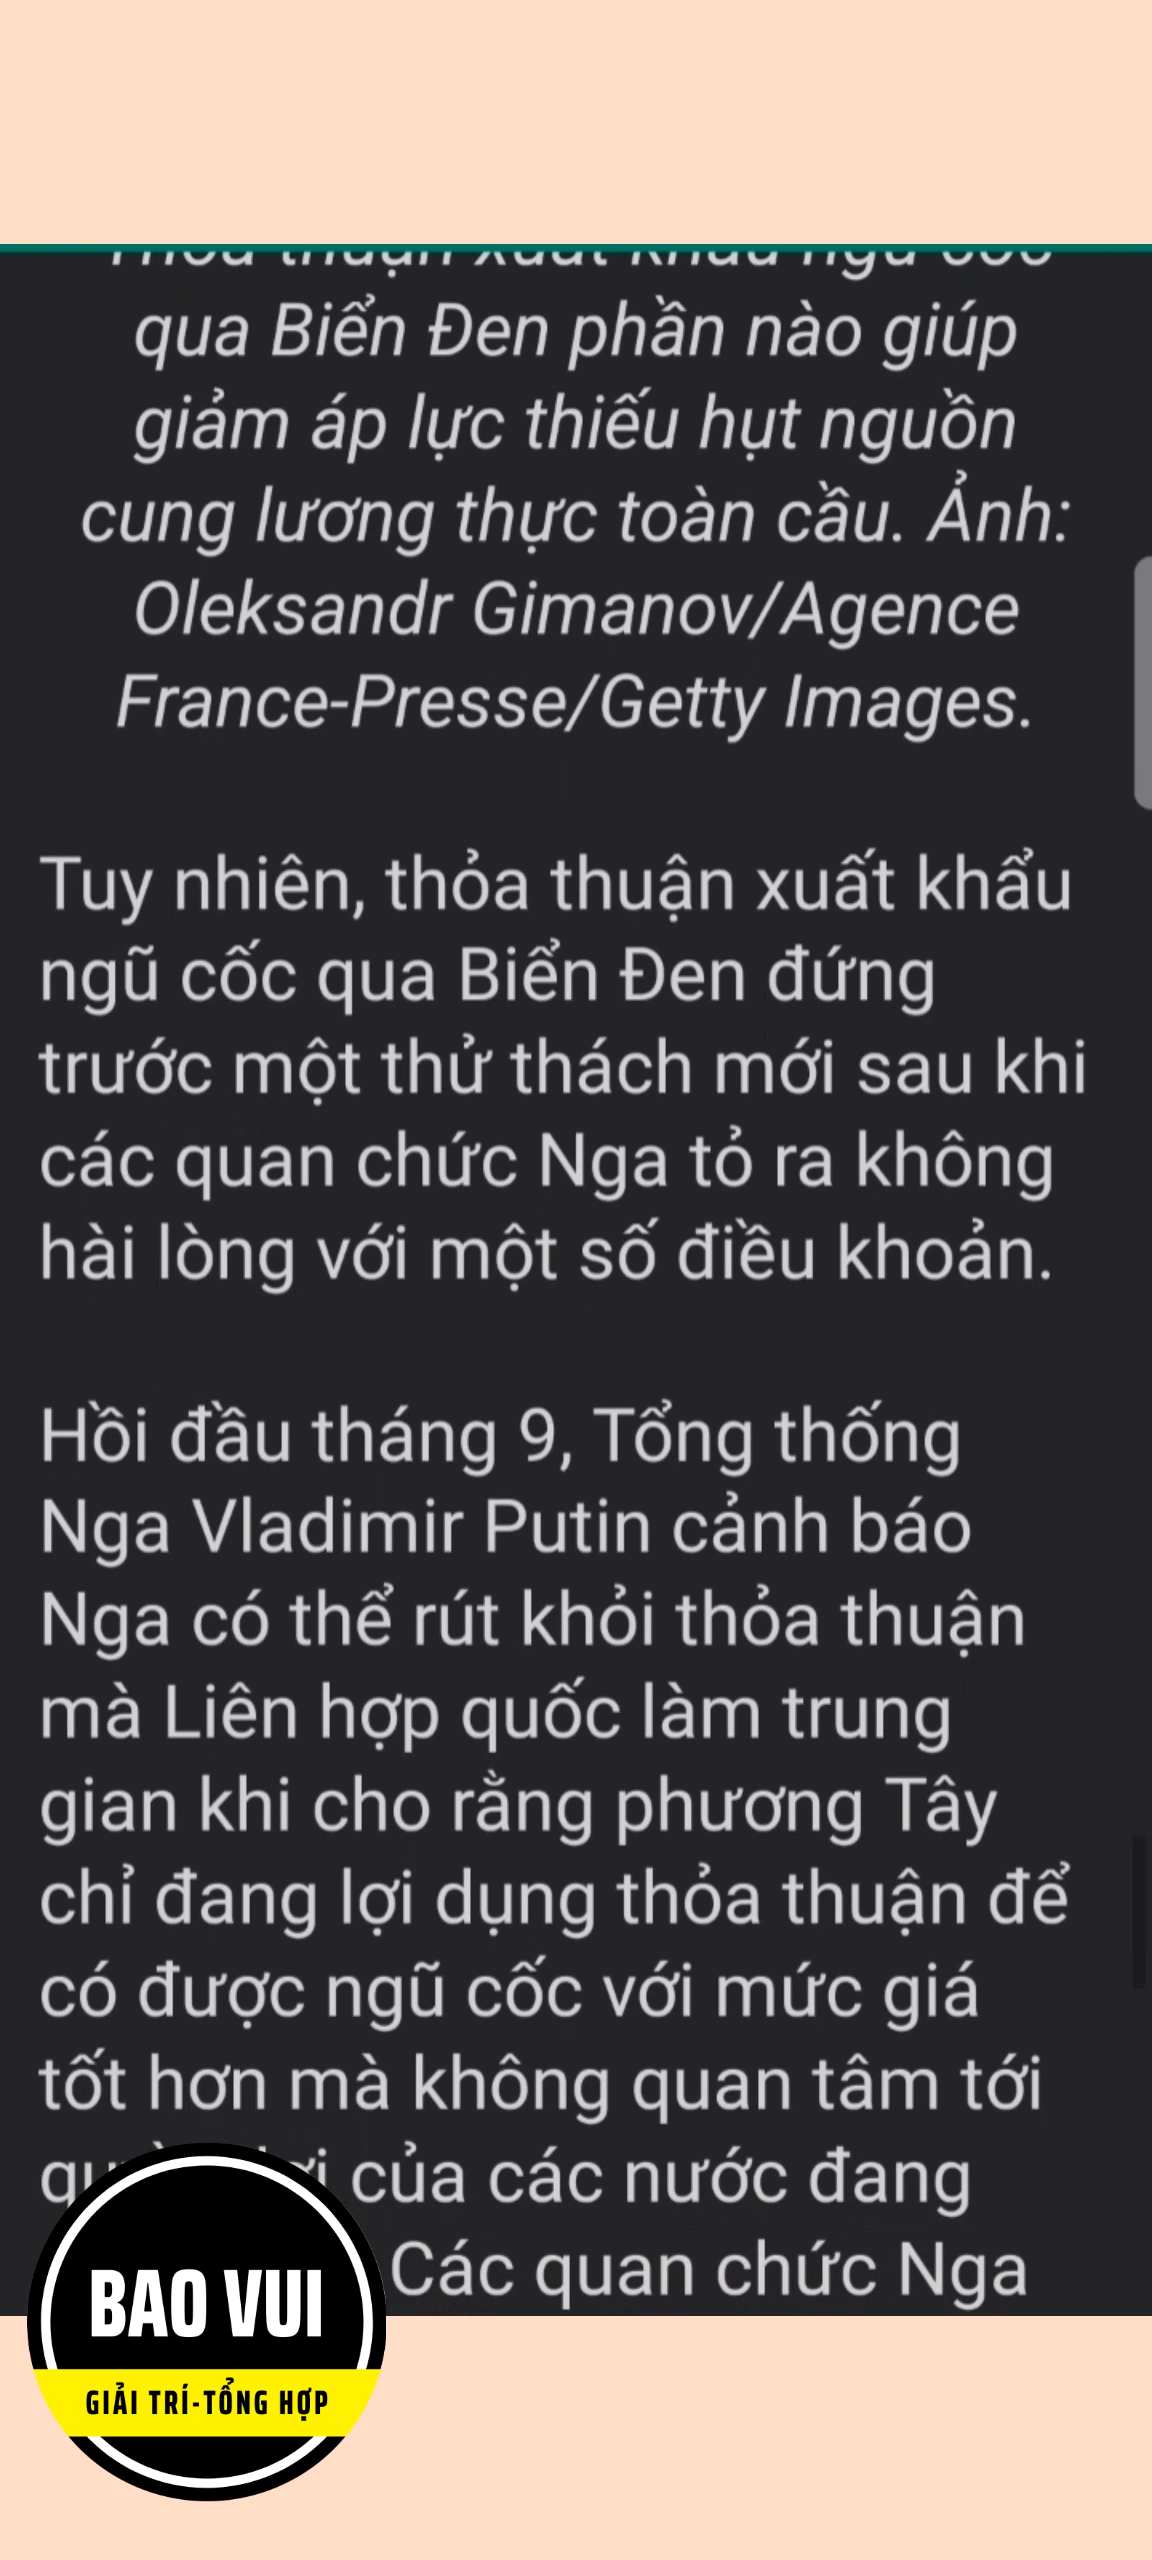 Thỏa thuận xuất khẩu ngũ cốc
qua Biển Đen phần nào giúp
giảm áp lực thiếu hụt nguồn
cung lương thực toàn cầu. Ảnh:
Oleksandr Gimanov/Agence
France-Presse/Getty Images.
Tuy nhiên, thỏa thuận xuất khẩu
ngũ cốc qua Biển Đen đứng
trước một thử thách mới sau khi
các quan chức Nga tỏ ra không
hài lòng với một số điều khoản.
Hồi đầu tháng 9, Tổng thống
Nga Vladimir Putin cảnh báo
Nga có thể rút khỏi thỏa thuận
mà Liên hợp quốc làm trung
gian khi cho rằng phương Tây
chỉ đang lợi dụng thỏa thuận để
có được ngũ cốc với mức giá
tốt hơn mà không quan tâm tới
của các nước đang
Các quan chức Nga
BAO VUI
GIẢI TRÍ-TỔNG HỢP